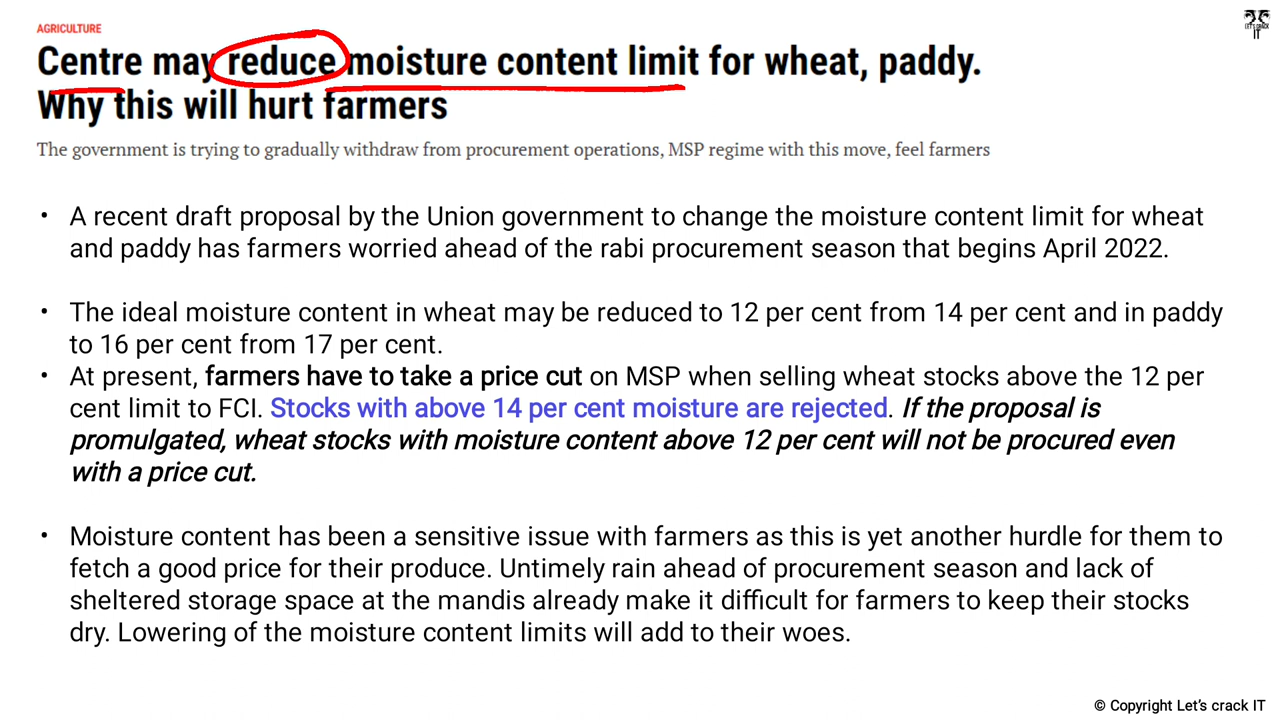 AGRICULTURE
LET'S CRACK
IT
Centre may reduce moisture content limit for wheat, paddy.
Why this will hurt farmers
The government is trying to gradually withdraw from procurement operations, MSP regime with this move, feel farmers
• A recent draft proposal by the Union government to change the moisture content limit for wheat
and paddy has farmers worried ahead of the rabi procurement season that begins April 2022.
• The ideal moisture content in wheat may be reduced to 12 per cent from 14 per cent and in paddy
to 16 per cent from 17 per cent.
• At present, farmers have to take a price cut on MSP when selling wheat stocks above the 12 per
cent limit to FCI. Stocks with above 14 per cent moisture are rejected. If the proposal is
promulgated, wheat stocks with moisture content above 12 per cent will not be procured even
with a price cut.
• Moisture content has been a sensitive issue with farmers as this is yet another hurdle for them to
fetch a good price for their produce. Untimely rain ahead of procurement season and lack of
sheltered storage space at the mandis already make it difficult for farmers to keep their stocks
dry. Lowering of the moisture content limits will add to their woes.
© Copyright Let's crack IT